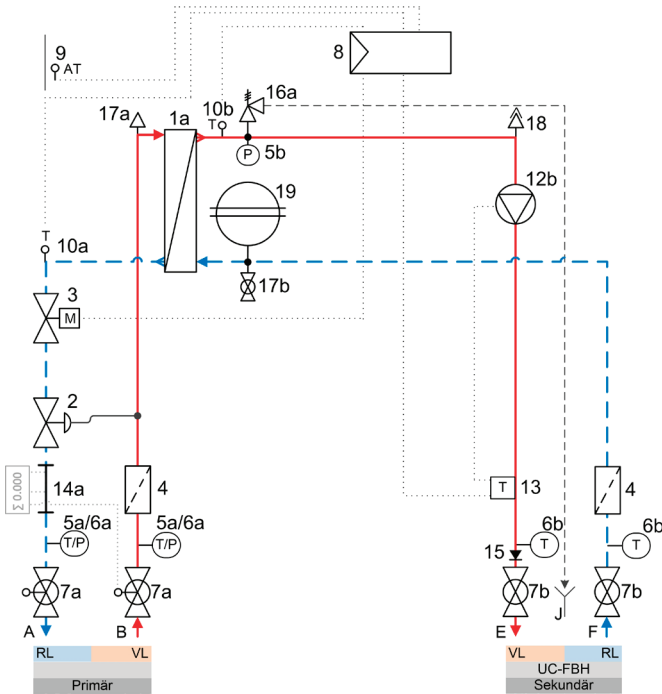 9
AT
8
16a
17a
1a
10b
T
18
P
5b
12b
19
T
10a
17b
3
M
2
Σ 0.000
14a
4
T
13
4
5a/6a
T/P
5a/6a
T/P
6b
T
15
6b
T
7a
7a
7b
J
7b
A
B
E
F
RL
VL
VL
RL
UC-FBH
Primär
Sekundär